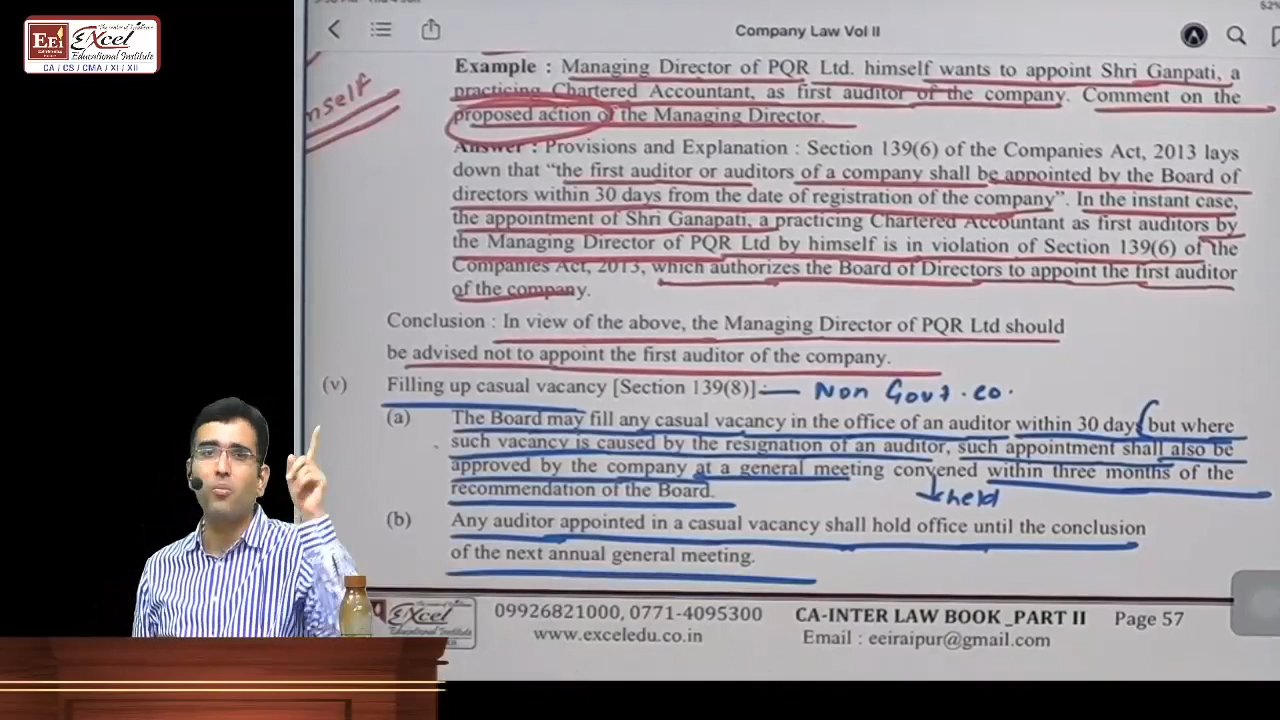 Company Law Vol II
52%
EEi
Excel
Educational Institute
CA / CS / CMA / XI / XII
Example : Managing Director of PQR Ltd. himself wants to appoint Shri Ganpati, a
practicing Chartered Accountant, as first auditor of the company. Comment on the
proposed action of the Managing Director.
Answer : Provisions and Explanation : Section 139(6) of the Companies Act, 2013 lays
down that “the first auditor or auditors of a company shall be appointed by the Board of
directors within 30 days from the date of registration of the company”. In the instant case,
the appointment of Shri Ganapati, a practicing Chartered Accountant as first auditors by
the Managing Director of PQR Ltd by himself is in violation of Section 139(6) of the
Companies Act, 2013, which authorizes the Board of Directors to appoint the first auditor
of the company.
Conclusion : In view of the above, the Managing Director of PQR Ltd should
be advised not to appoint the first auditor of the company.
(v) Filling up casual vacancy [Section 139(8)]:- Non Govt. co.
(a) The Board may fill any casual vacancy in the office of an auditor within 30 days but where
such vacancy is caused by the resignation of an auditor, such appointment shall also be
approved by the company at a general meeting convened within three months of the
recommendation of the Board.
held
(b) Any auditor appointed in a casual vacancy shall hold office until the conclusion
of the next annual general meeting.
Excel
09926821000, 0771-4095300
www.exceledu.co.in
CA-INTER LAW BOOK_PART II
Email : eeiraipur@gmail.com
Page 57